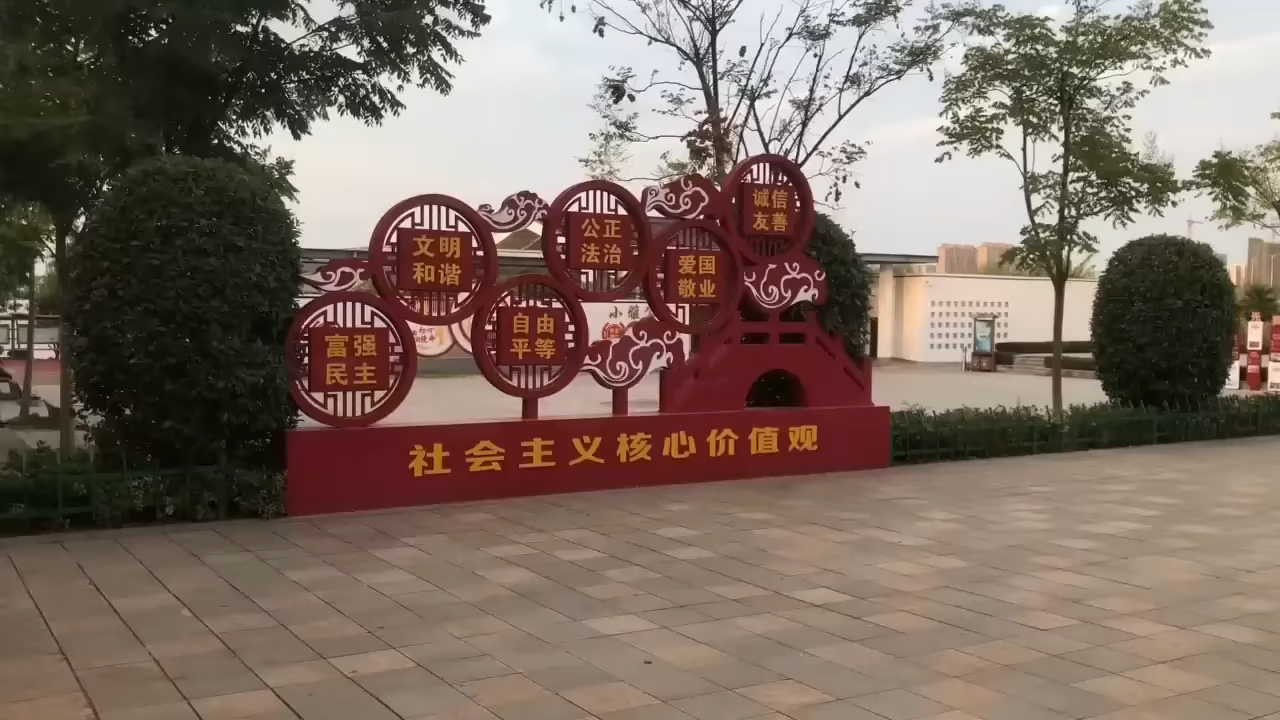 富强
民主
文明
和谐
自由
平等
公正
法治
爱国
敬业
诚信
友善
社会主义核心价值观